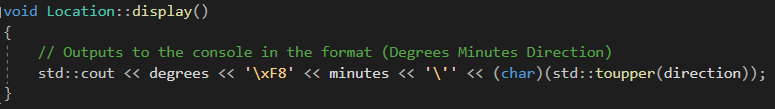 void Location::display()
{
// Outputs to the console in the format (Degrees Minutes Direction)
std::cout << degrees << '\xF8' << minutes << '\'' << (char)(std::toupper(direction));
}